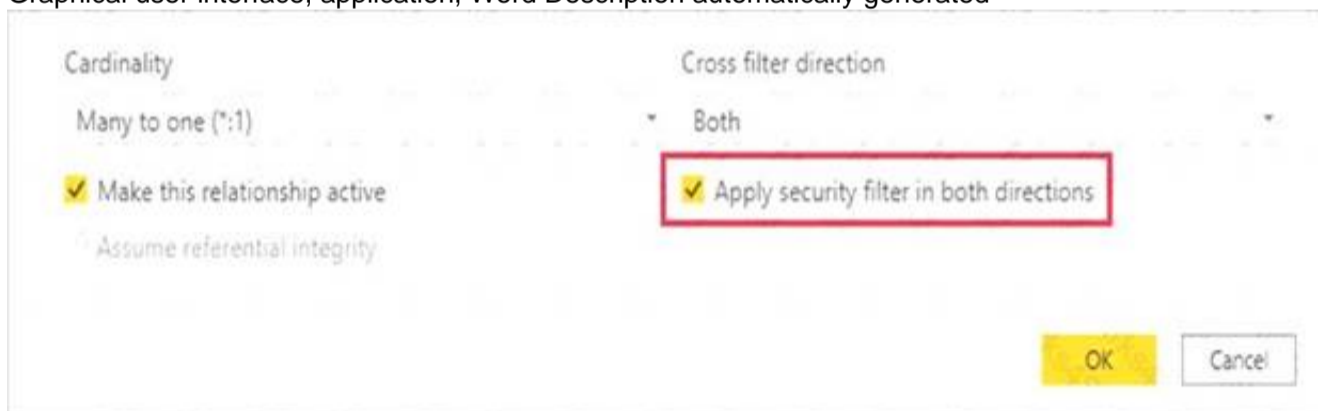 Graphical user interface, application, Word Description automatically generated
Cardinality
Many to one (*:1)
Make this relationship active
Assume referential integrity
Cross filter direction
Both
Apply security filter in both directions
OK
Cancel